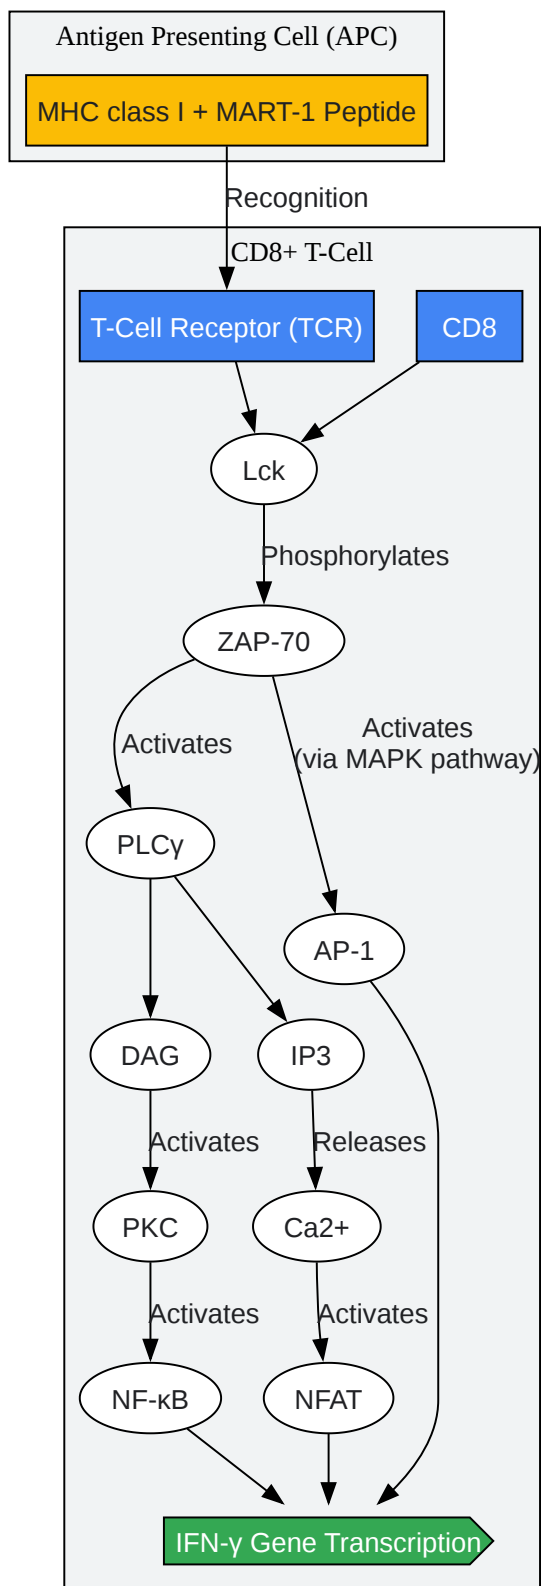 Antigen Presenting Cell (APC)
MHC class I + MART-1 Peptide
Recognition
CD8+ T-Cell
T-Cell Receptor (TCR)
CD8
Lck
Phosphorylates
ZAP-70
Activates
Activates
(via MAPK pathway)
PLCγ
AP-1
DAG
IP3
Activates
Releases
PKC
Ca2+
Activates
Activates
NF-κB
NFAT
IFN-γ Gene Transcription